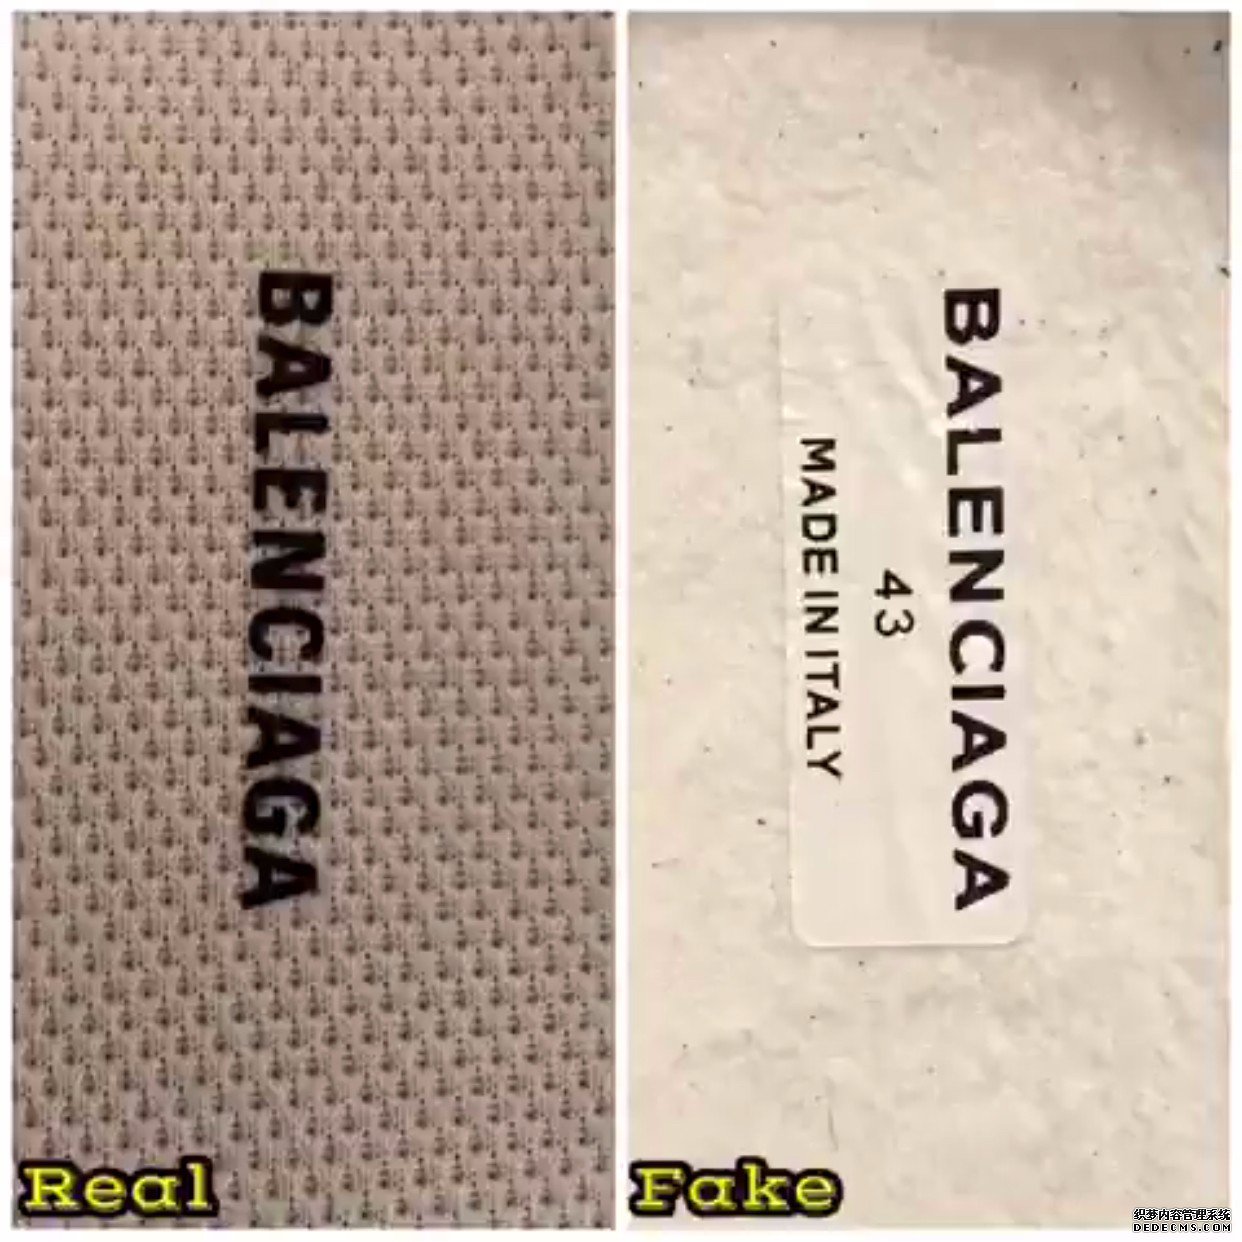 BALENCIAGA
Real
BALENCIAGA
43
MADE IN ITALY
Fake
织梦内容管理系统
DEDECMS.COM